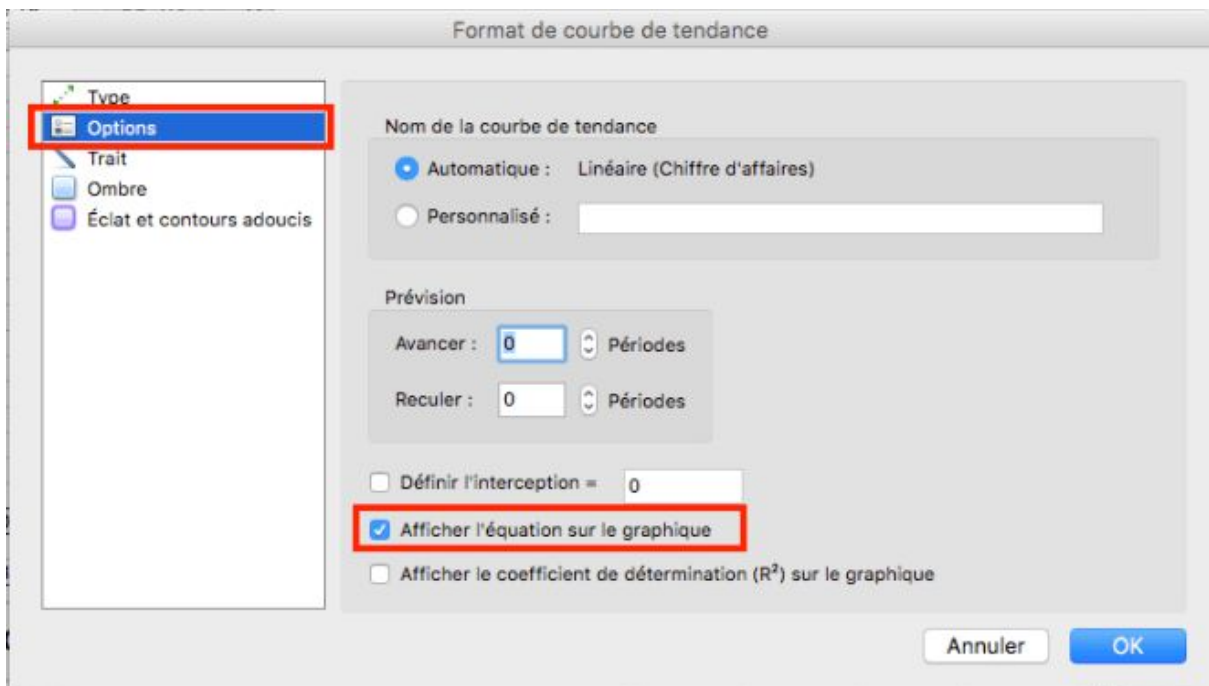 Format de courbe de tendance
Type
Options
Trait
Ombre
Éclat et contours adoucis
Nom de la courbe de tendance
Automatique : Linéaire (Chiffre d'affaires)
Personnalisé :
Prévision
Avancer : 0 Périodes
Reculer : 0 Périodes
Définir l'interception = 0
Afficher l'équation sur le graphique
Afficher le coefficient de détermination (R²) sur le graphique
Annuler OK